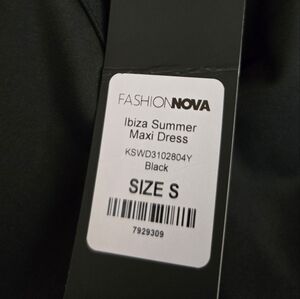 FASHIONNOVA
Ibiza Summer
Maxi Dress
KSWD3102804Y
Black
SIZE S
7929309